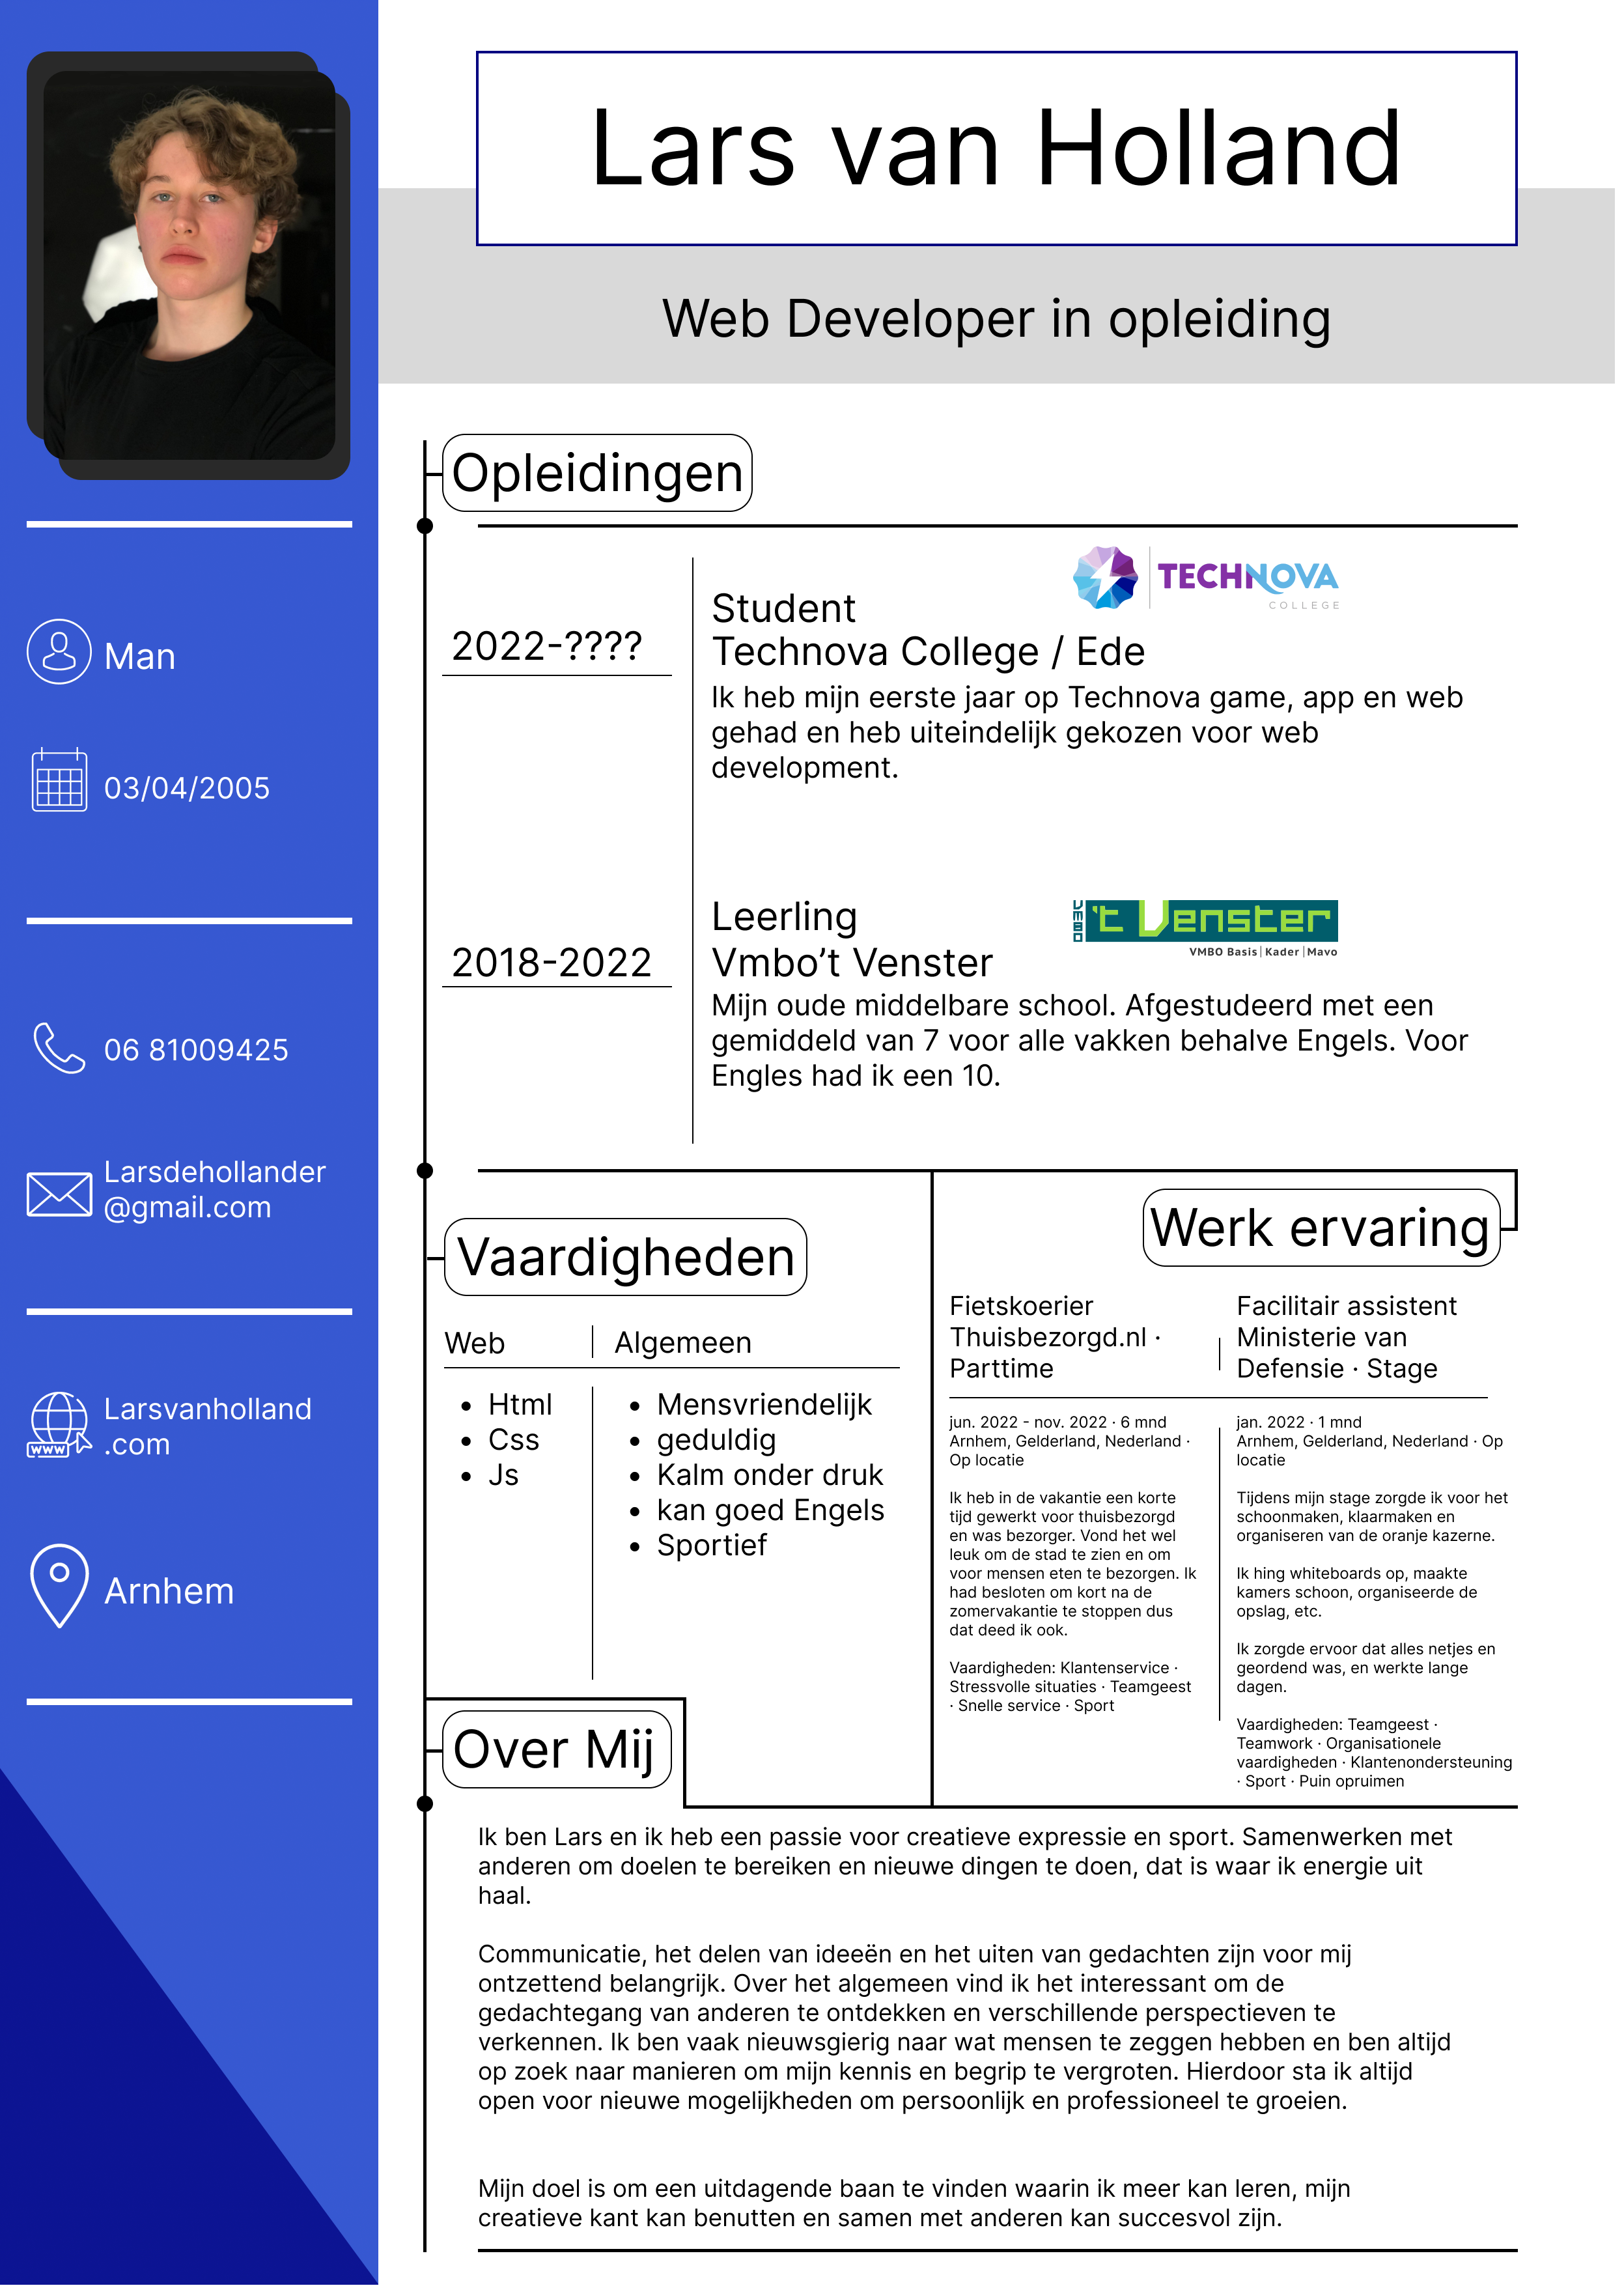 Lars van Holland
Web Developer in opleiding
Man
03/04/2005
06 81009425
Larsdehollander
@gmail.com
www
Larsvanholland
.com
Arnhem
Opleidingen
2022-????
TECHNOVA
COLLEGE
Student
Technova College / Ede
Ik heb mijn eerste jaar op Technova game, app en web
gehad en heb uiteindelijk gekozen voor web
development.
2018-2022
VMBO
't Venster
VMBO Basis | Kader | Mavo
Leerling
Vmbo’t Venster
Mijn oude middelbare school. Afgestudeerd met een
gemiddeld van 7 voor alle vakken behalve Engels. Voor
Engles had ik een 10.
Vaardigheden
Web
Html
Css
Js
Algemeen
Mensvriendelijk
geduldig
Kalm onder druk
kan goed Engels
Sportief
Werk ervaring
Fietskoerier
Thuisbezorgd.nl ·
Parttime
jun. 2022 - nov. 2022 · 6 mnd
Arnhem, Gelderland, Nederland ·
Op locatie
Ik heb in de vakantie een korte
tijd gewerkt voor thuisbezorgd
en was bezorger. Vond het wel
leuk om de stad te zien en om
voor mensen eten te bezorgen. Ik
had besloten om kort na de
zomervakantie te stoppen dus
dat deed ik ook.
Vaardigheden: Klantenservice ·
Stressvolle situaties · Teamgeest
· Snelle service · Sport
Facilitair assistent
Ministerie van
Defensie · Stage
jan. 2022 · 1 mnd
Arnhem, Gelderland, Nederland · Op
locatie
Tijdens mijn stage zorgde ik voor het
schoonmaken, klaarmaken en
organiseren van de oranje kazerne.
Ik hing whiteboards op, maakte
kamers schoon, organiseerde de
opslag, etc.
Ik zorgde ervoor dat alles netjes en
geordend was, en werkte lange
dagen.
Vaardigheden: Teamgeest ·
Teamwork · Organisationele
vaardigheden · Klantenondersteuning
· Sport · Puin opruimen
Over Mij
Ik ben Lars en ik heb een passie voor creatieve expressie en sport. Samenwerken met
anderen om doelen te bereiken en nieuwe dingen te doen, dat is waar ik energie uit
haal.
Communicatie, het delen van ideeën en het uiten van gedachten zijn voor mij
ontzettend belangrijk. Over het algemeen vind ik het interessant om de
gedachtegang van anderen te ontdekken en verschillende perspectieven te
verkennen. Ik ben vaak nieuwsgierig naar wat mensen te zeggen hebben en ben altijd
op zoek naar manieren om mijn kennis en begrip te vergroten. Hierdoor sta ik altijd
open voor nieuwe mogelijkheden om persoonlijk en professioneel te groeien.
Mijn doel is om een uitdagende baan te vinden waarin ik meer kan leren, mijn
creatieve kant kan benutten en samen met anderen kan succesvol zijn.